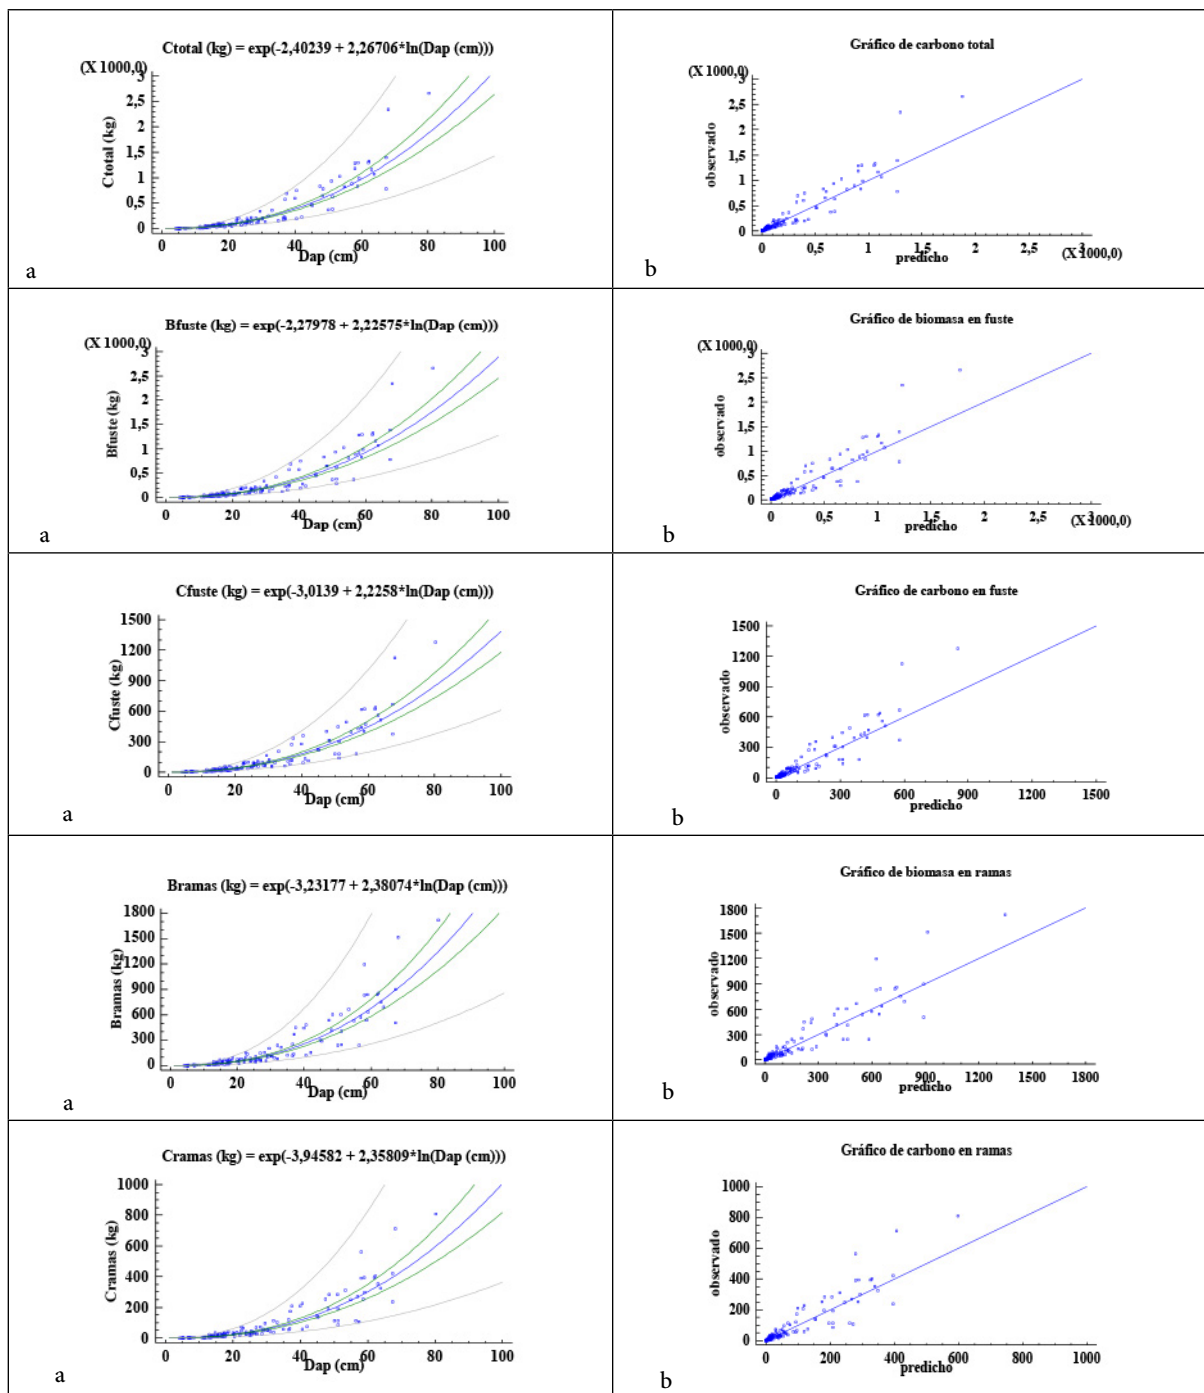 Ctotal (kg) = exp(-2,40239 + 2,26706*ln(Dap (cm)))
(X 1000,0)
3
2,5
2
1,5
1
0,5
0
Ctotal (kg)
0 20 40 60 80 100
Dap (cm)
a
Gráfico de carbono total
(X 1000,0)
3
2,5
2
1,5
1
0,5
0
observado
0 0,5 1 1,5 2 2,5 3
predicho
(X 1000,0)
b
Bfuste (kg) = exp(-2,27978 + 2,22575*ln(Dap (cm)))
(X 1000,0)
3
2,5
2
1,5
1
0,5
0
Bfuste (kg)
0 20 40 60 80 100
Dap (cm)
a
Gráfico de biomasa en fuste
(X 1000,0)
3
2,5
2
1,5
1
0,5
0
observado
0 0,5 1 1,5 2 2,5 3
predicho
(X 1000,0)
b
Cfuste (kg) = exp(-3,0139 + 2,2258*ln(Dap (cm)))
1500
1200
900
600
300
0
Cfuste (kg)
0 20 40 60 80 100
Dap (cm)
a
Gráfico de carbono en fuste
1500
1200
900
600
300
0
observado
0 300 600 900 1200 1500
predicho
b
Bramas (kg) = exp(-3,23177 + 2,38074*ln(Dap (cm)))
1800
1500
1200
900
600
300
0
Bramas (kg)
0 20 40 60 80 100
Dap (cm)
a
Gráfico de biomasa en ramas
1800
1500
1200
900
600
300
0
observado
0 300 600 900 1200 1500 1800
predicho
b
Cramas (kg) = exp(-3,94582 + 2,35809*ln(Dap (cm)))
1000
800
600
400
200
0
Cramas (kg)
0 20 40 60 80 100
Dap (cm)
a
Gráfico de carbono en ramas
1000
800
600
400
200
0
observado
0 200 400 600 800 1000
predicho
b